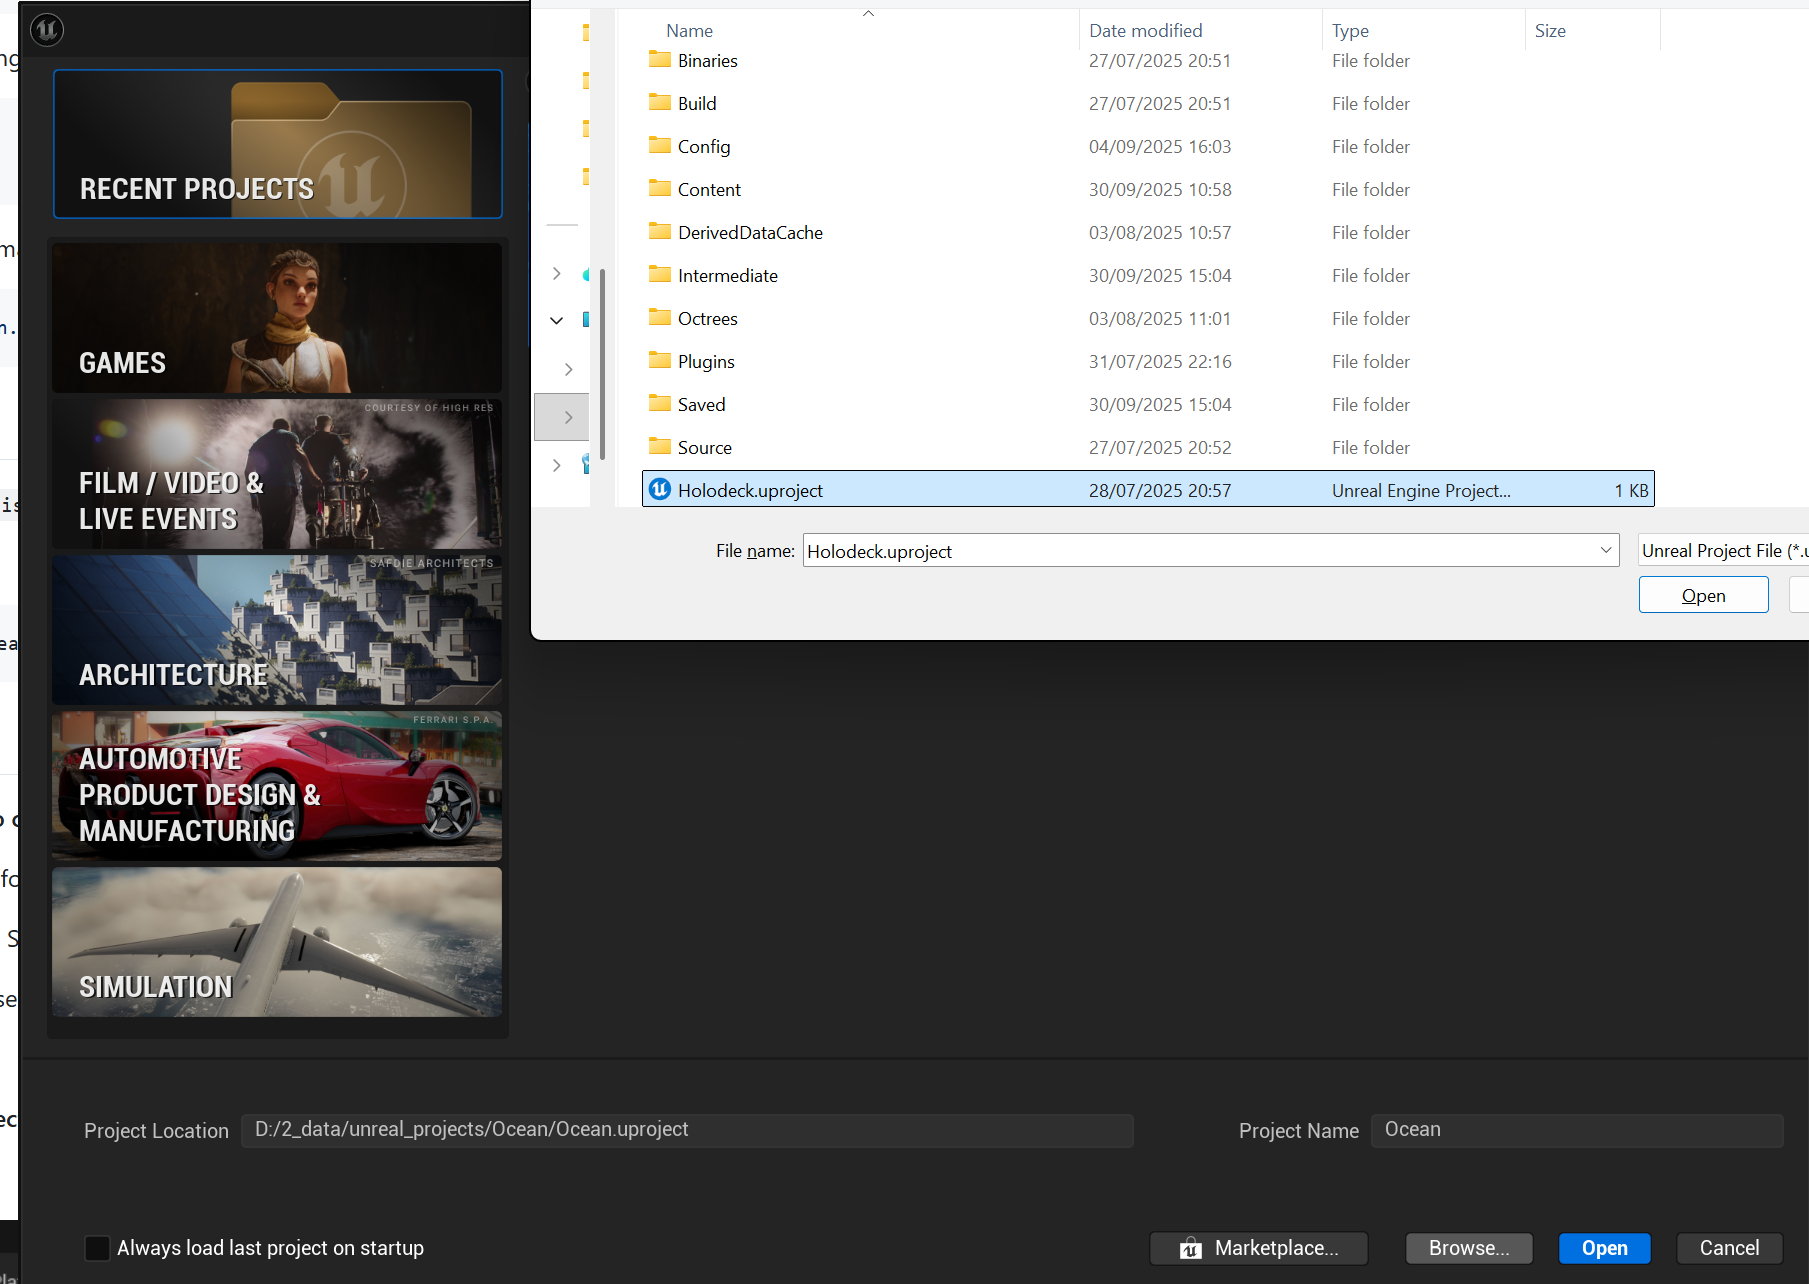 Name Date modified Type Size
Binaries 27/07/2025 20:51 File folder
Build 27/07/2025 20:51 File folder
Config 04/09/2025 16:03 File folder
Content 30/09/2025 10:58 File folder
DerivedDataCache 03/08/2025 10:57 File folder
Intermediate 30/09/2025 15:04 File folder
Octrees 03/08/2025 11:01 File folder
Plugins 31/07/2025 22:16 File folder
Saved 30/09/2025 15:04 File folder
Source 27/07/2025 20:52 File folder
Holodeck.uproject 28/07/2025 20:57 Unreal Engine Project... 1 KB
File name: Holodeck.uproject Unreal Project File (*.u
Open
RECENT PROJECTS
GAMES
COURTESY OF HIGH RES
FILM / VIDEO &
LIVE EVENTS
SAFDIE ARCHITECTS
ARCHITECTURE
FERRARI S.P.A.
AUTOMOTIVE
PRODUCT DESIGN &
MANUFACTURING
SIMULATION
Project Location D:/2_data/unreal_projects/Ocean/Ocean.uproject Project Name Ocean
Always load last project on startup Marketplace... Browse... Open Cancel